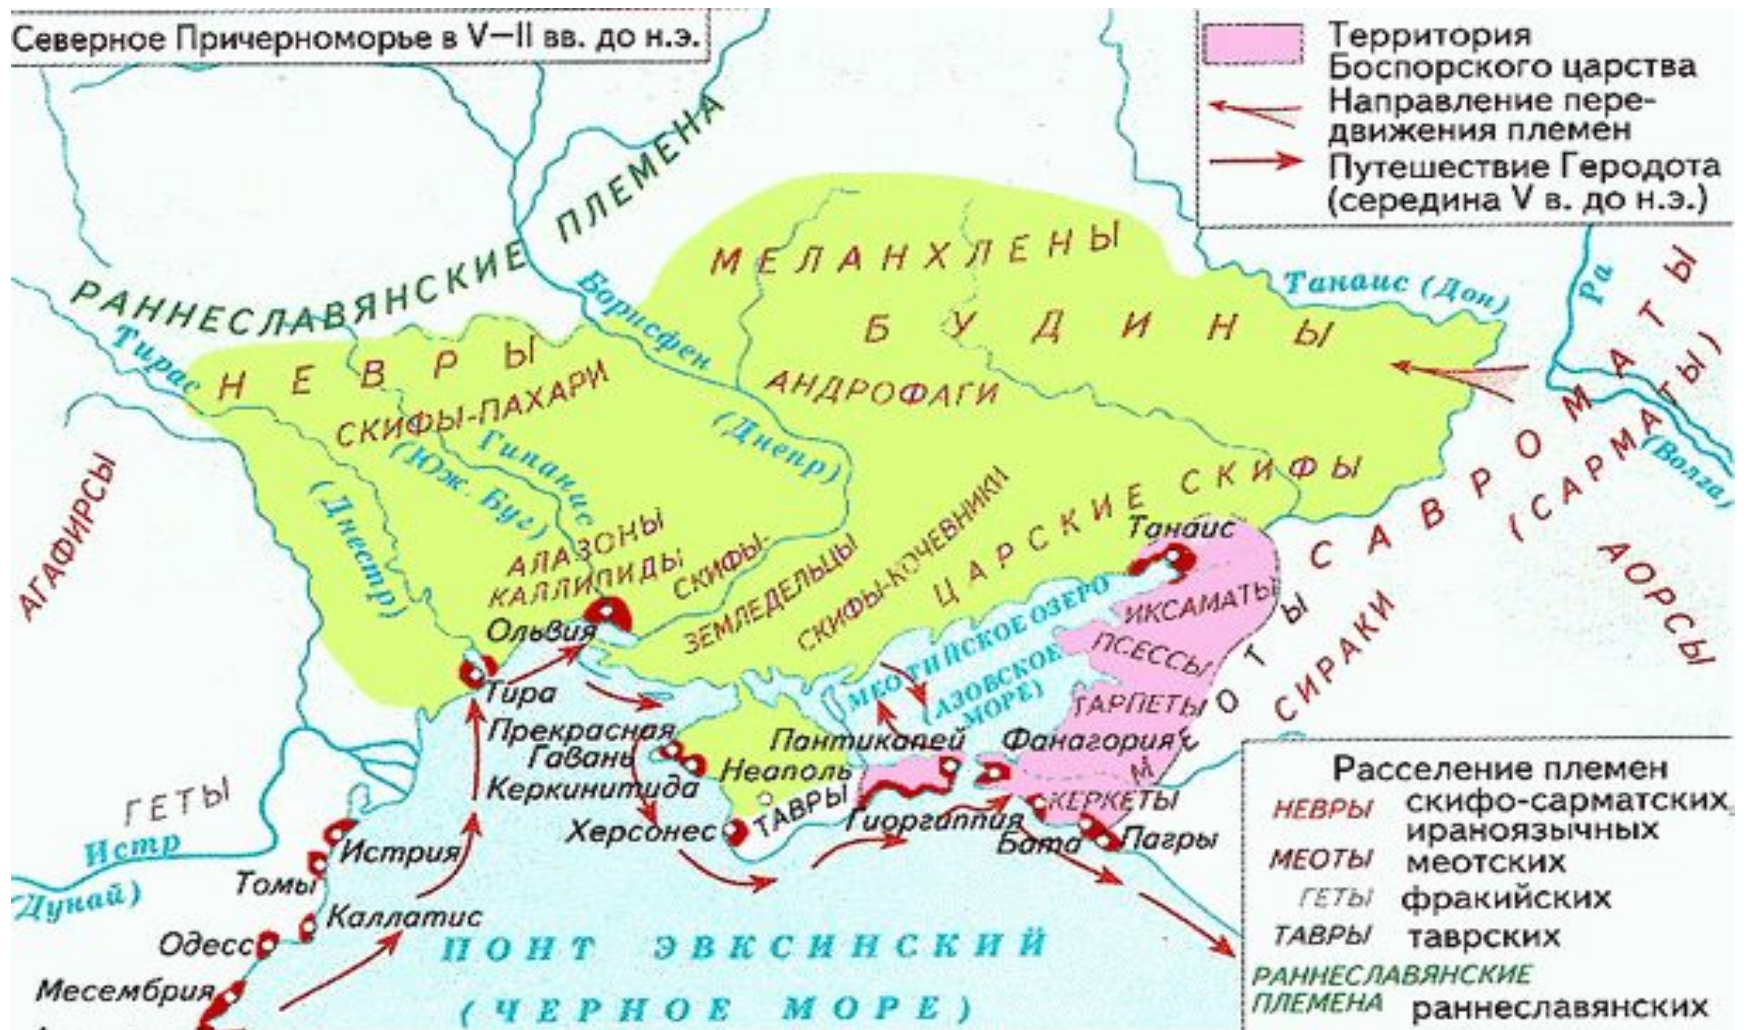 Северное Причерноморье в V—II вв. до н.э.
Территория
Боспорского царства
Направление пере-
движения племен
Путешествие Геродота
(середина V в. до н.э.)
РАННЕСЛАВЯНСКИЕ ПЛЕМЕНА
МЕЛАНХЛЕНЫ
БУДИНЫ
Танаис (Дон)
Ра
(Волга)
САВРОМАТЫ
(САРМАТЫ)
Борисфен
(Днепр)
Тирас
(Днестр)
НЕВРЫ
СКИФЫ-ПАХАРИ
АНДРОФАГИ
Гипанис
(Юж. Буг)
АГАФИРСЫ
АЛАЗОНЫ
КАЛЛИПИДЫ
СКИФЫ-
ЗЕМЛЕДЕЛЬЦЫ
СКИФЫ-КОЧЕВНИКИ
ЦАРСКИЕ СКИФЫ
Танаис
АОРСЫ
СИРАКИ
МЕОТЫ
ИКСАМАТЫ
ПСЕССЫ
ТАРПЕТЫ
КЕРКЕТЫ
МЕОТИЙСКОЕ ОЗЕРО
(АЗОВСКОЕ
МОРЕ)
Ольвия
Тира
Прекрасная
Гавань
Керкинитида
Неаполь
Херсонес
ТАВРЫ
Пантикапей
Фанагория
Гиоргиппия
Бата
Пагры
ГЕТЫ
Истр
(Дунай)
Истрия
Томы
Каллатис
Одесс
Месембрия
ПОНТ ЭВКСИНСКИЙ
(ЧЕРНОЕ МОРЕ)
Расселение племен
НЕВРЫ скифо-сарматских,
ираноязычных
МЕОТЫ меотских
ГЕТЫ фракийских
ТАВРЫ таврских
РАННЕСЛАВЯНСКИЕ
ПЛЕМЕНА раннеславянских